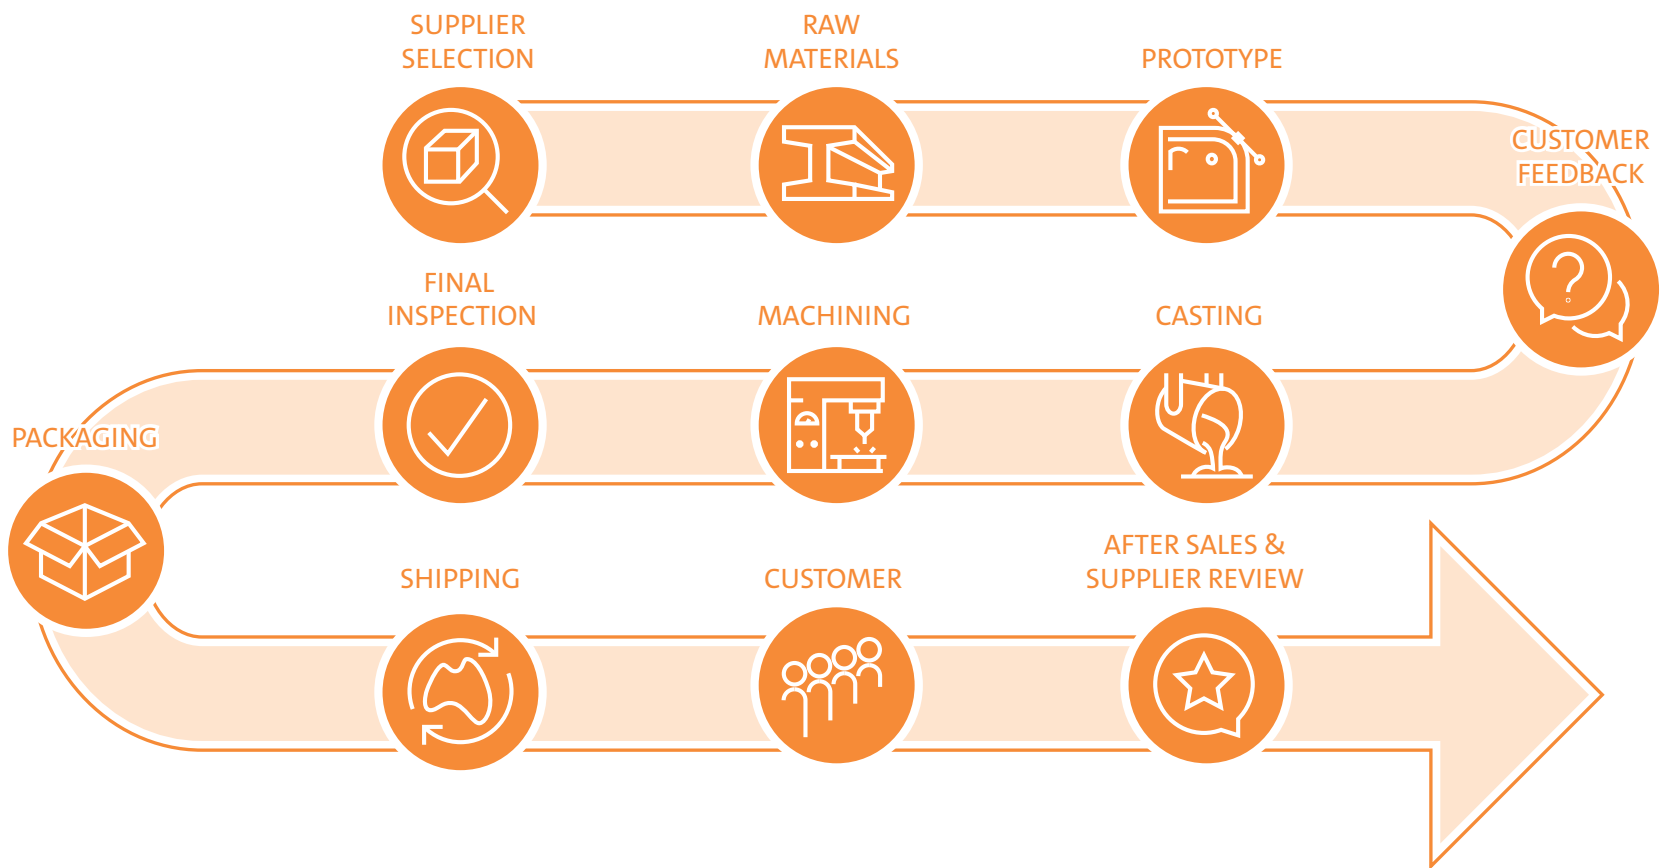 SUPPLIER
SELECTION
RAW
MATERIALS
PROTOTYPE
CUSTOMER
FEEDBACK
FINAL
INSPECTION
MACHINING
CASTING
PACKAGING
SHIPPING
CUSTOMER
AFTER SALES &
SUPPLIER REVIEW